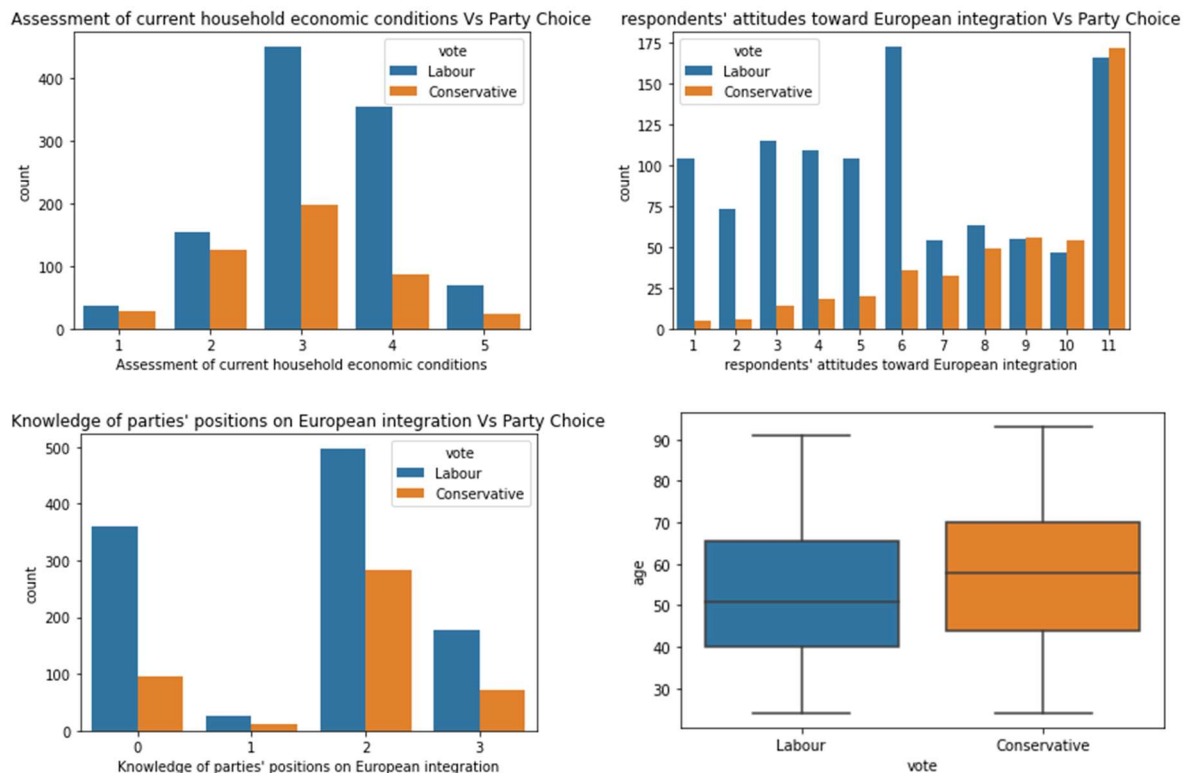 Assessment of current household economic conditions Vs Party Choice
vote
Labour
Conservative
400
300
200
100
0
count
1 2 3 4 5
Assessment of current household economic conditions
respondents' attitudes toward European integration Vs Party Choice
vote
Labour
Conservative
175
150
125
100
75
50
25
0
count
1 2 3 4 5 6 7 8 9 10 11
respondents' attitudes toward European integration
Knowledge of parties' positions on European integration Vs Party Choice
vote
Labour
Conservative
500
400
300
200
100
0
count
0 1 2 3
Knowledge of parties' positions on European integration
90
80
70
60
50
40
30
age
Labour Conservative
vote